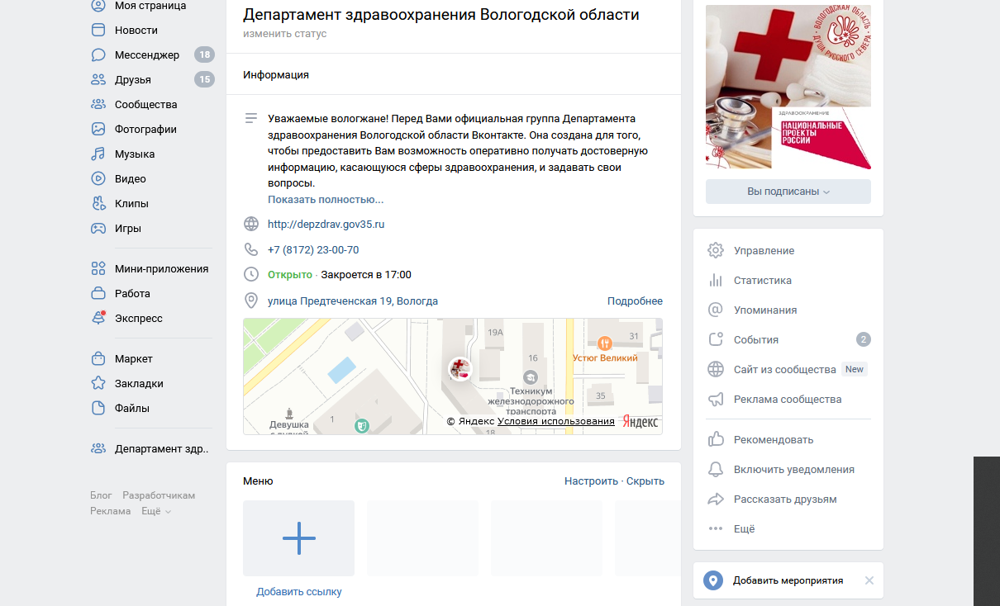 Моя страница
Новости
Мессенджер 18
Друзья 15
Сообщества
Фотографии
Музыка
Видео
Клипы
Игры
Мини-приложения
Работа
Экспресс
Маркет
Закладки
Файлы
Департамент здр..
Блог Разработчикам
Реклама Ещё
Департамент здравоохранения Вологодской области
изменить статус
Информация
Уважаемые вологжане! Перед Вами официальная группа Департамента
здравоохранения Вологодской области Вконтакте. Она создана для того,
чтобы предоставить Вам возможность оперативно получать достоверную
информацию, касающуюся сферы здравоохранения, и задавать свои
вопросы.
Показать полностью...
http://depzdrav.gov35.ru
+7 (8172) 23-00-70
Открыто · Закроется в 17:00
улица Предтеченская 19, Вологда Подробнее
19А
31
Устюг Великий
16
Техникум
железнодорожного
транспорта
35
1
Девушка
с дудкой
18
© Яндекс Условия использования Яндекс
Меню Настроить · Скрыть
Добавить ссылку
ВОЛОГОДСКАЯ ОБЛАСТЬ
ДУША РУССКОГО СЕВЕРА
ЗДРАВООХРАНЕНИЕ
НАЦИОНАЛЬНЫЕ
ПРОЕКТЫ
РОССИИ
Вы подписаны
Управление
Статистика
Упоминания
События 2
Сайт из сообщества New
Реклама сообщества
Рекомендовать
Включить уведомления
Рассказать друзьям
Ещё
Добавить мероприятия